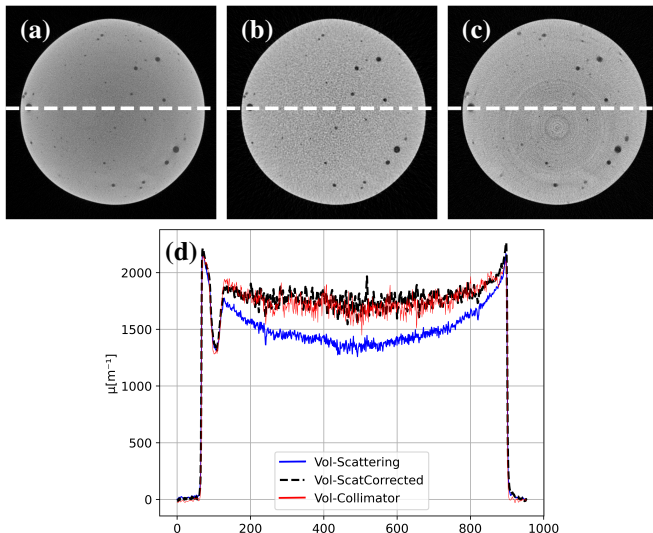 (a) (b) (c)
(d)
2000
1500
1000
500
0
μ[m⁻¹]
Vol-Scattering
Vol-ScatCorrected
Vol-Collimator
0 200 400 600 800 1000